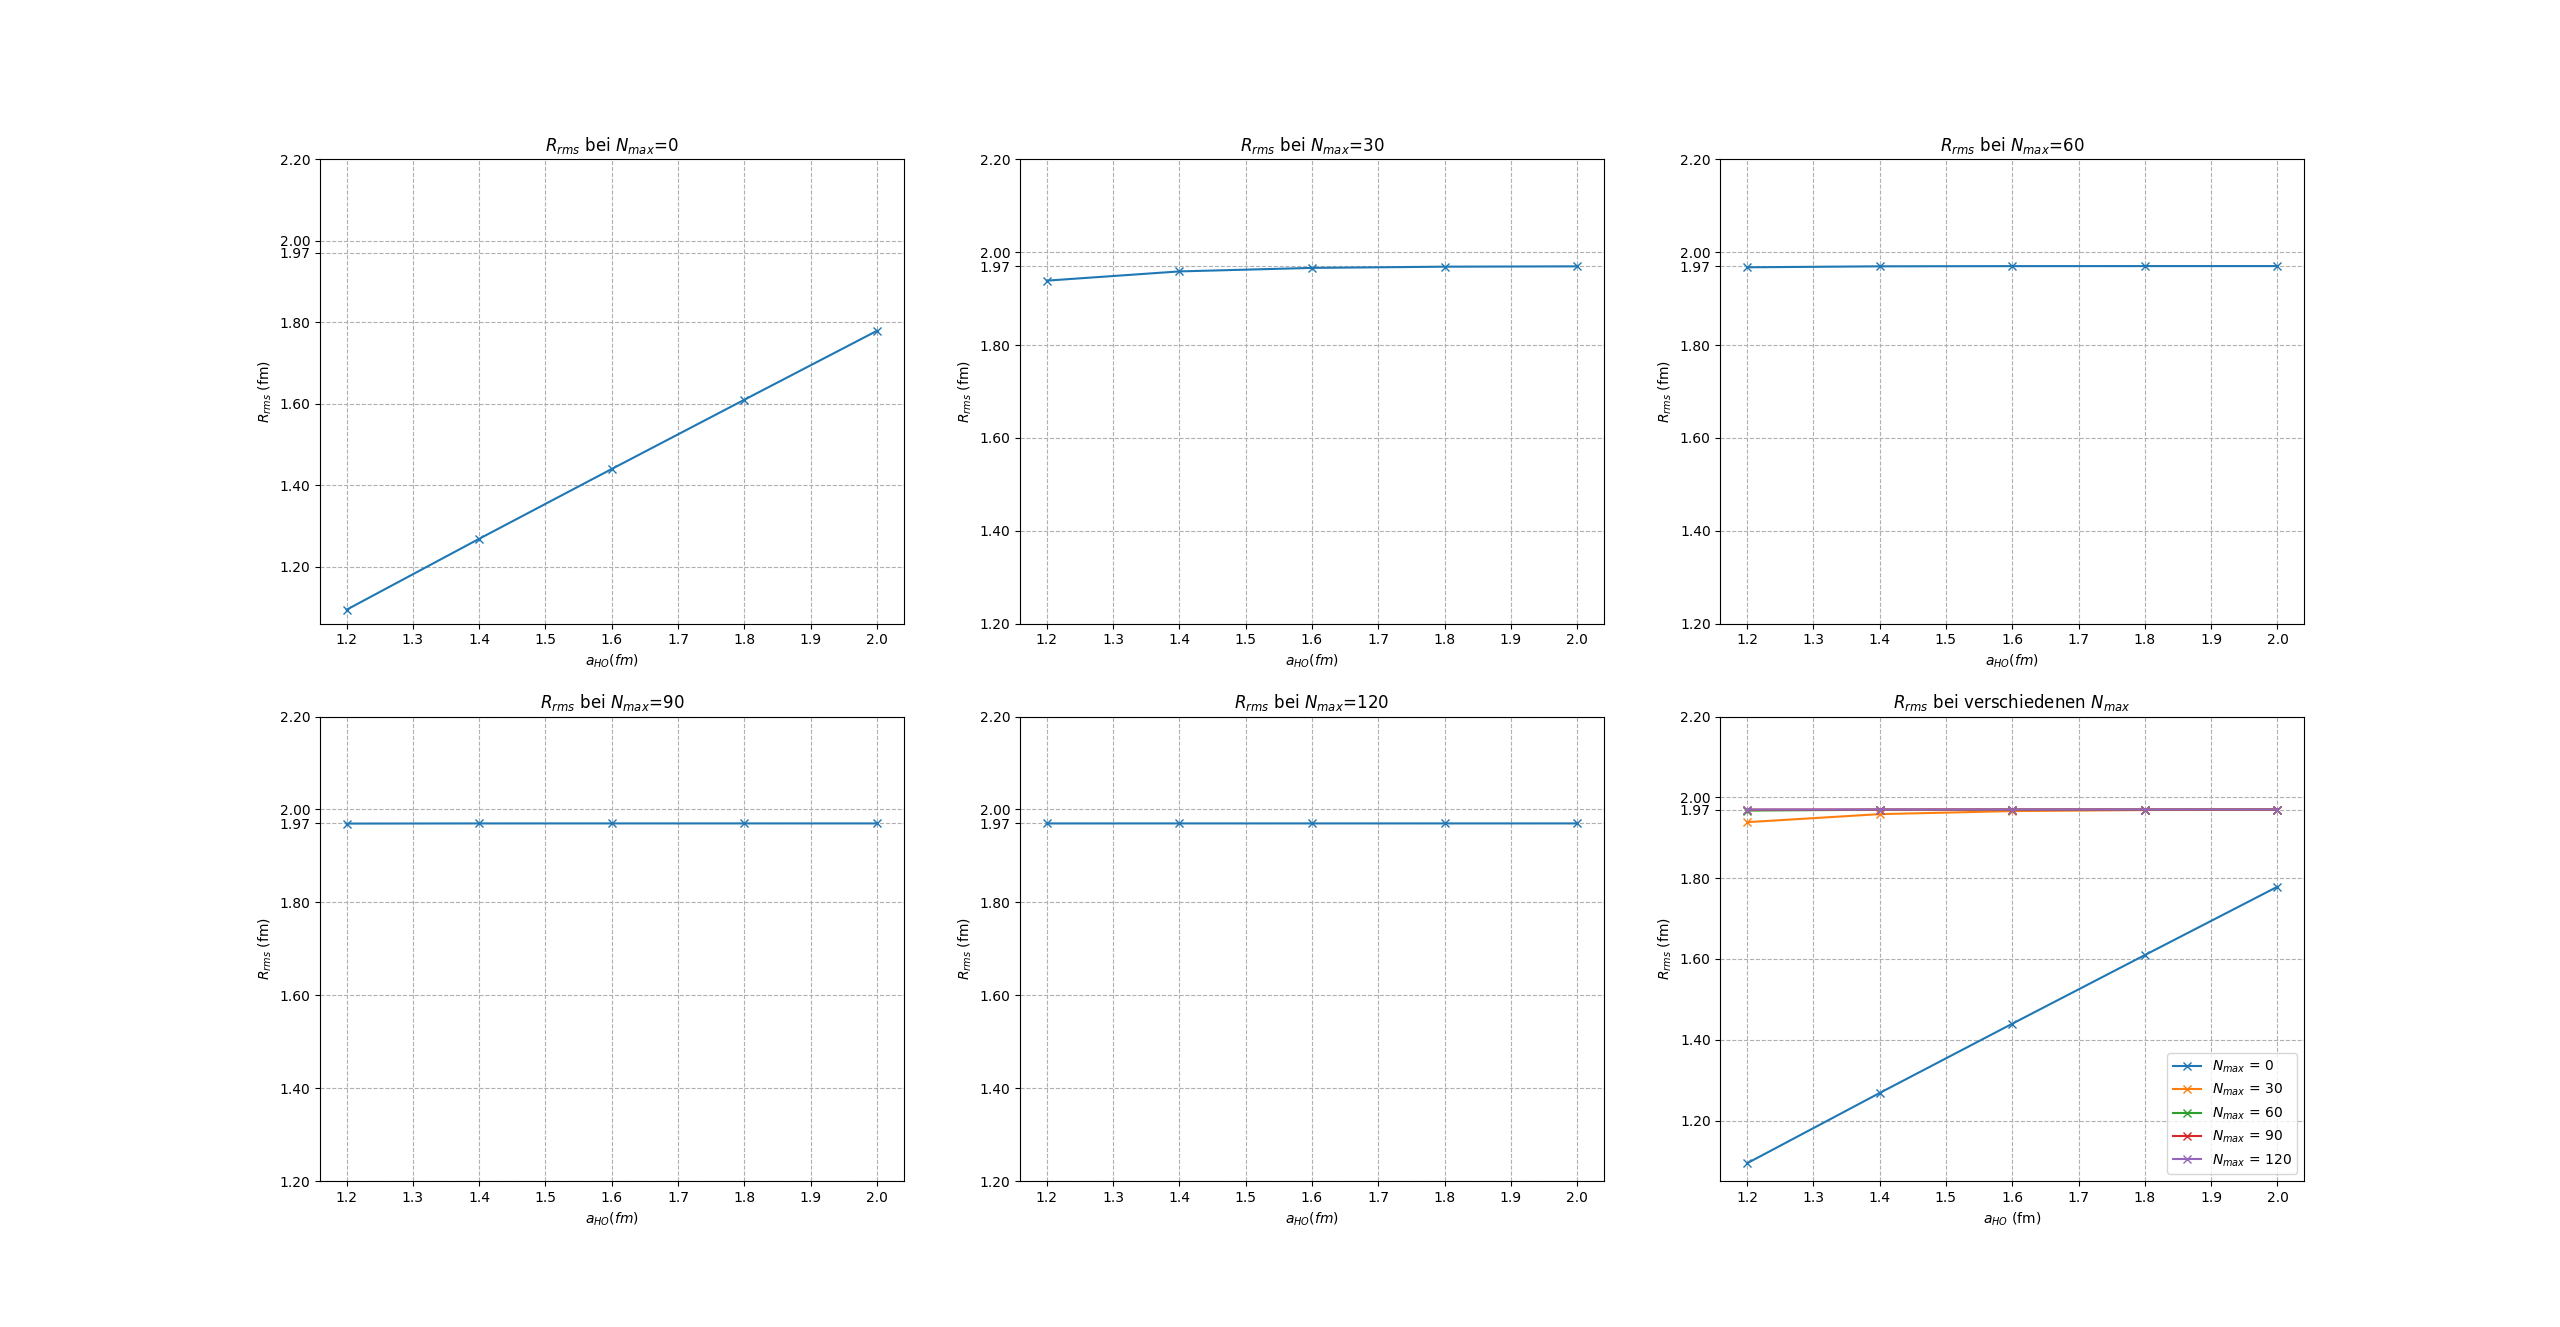 R_rms bei N_max=0
2.20
2.00
1.97
1.80
1.60
1.40
1.20
R_rms (fm)
1.2 1.3 1.4 1.5 1.6 1.7 1.8 1.9 2.0
a_HO(fm)
R_rms bei N_max=30
2.20
2.00
1.97
1.80
1.60
1.40
1.20
R_rms (fm)
1.2 1.3 1.4 1.5 1.6 1.7 1.8 1.9 2.0
a_HO(fm)
R_rms bei N_max=60
2.20
2.00
1.97
1.80
1.60
1.40
1.20
R_rms (fm)
1.2 1.3 1.4 1.5 1.6 1.7 1.8 1.9 2.0
a_HO(fm)
R_rms bei N_max=90
2.20
2.00
1.97
1.80
1.60
1.40
1.20
R_rms (fm)
1.2 1.3 1.4 1.5 1.6 1.7 1.8 1.9 2.0
a_HO(fm)
R_rms bei N_max=120
2.20
2.00
1.97
1.80
1.60
1.40
1.20
R_rms (fm)
1.2 1.3 1.4 1.5 1.6 1.7 1.8 1.9 2.0
a_HO(fm)
R_rms bei verschiedenen N_max
2.20
2.00
1.97
1.80
1.60
1.40
1.20
R_rms (fm)
1.2 1.3 1.4 1.5 1.6 1.7 1.8 1.9 2.0
a_HO (fm)
N_max = 0
N_max = 30
N_max = 60
N_max = 90
N_max = 120